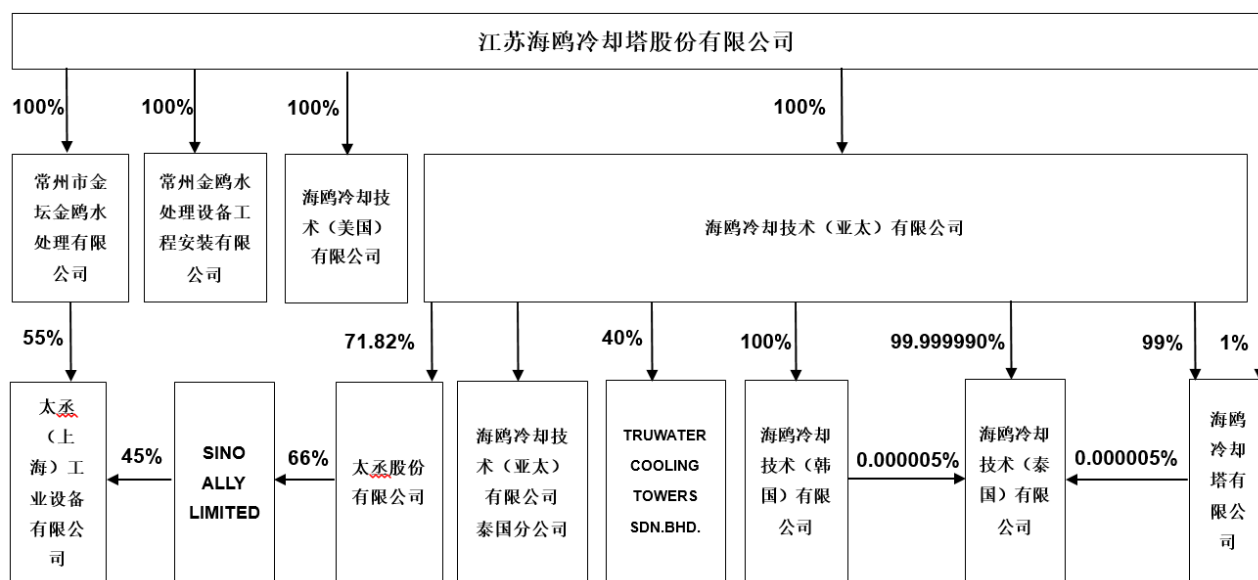 江苏海鸥冷却塔股份有限公司
100%
100%
100%
100%
常州市金
坛金鸥水
处理有限
公司
常州金鸥水
处理设备工
程安装有限
公司
海鸥冷却技
术（美国）
有限公司
海鸥冷却技术（亚太）有限公司
55%
71.82%
40%
100%
99.999990%
99%
1%
太丞
（上
海）工
业设备
有限公
司
45%
SINO
ALLY
LIMITED
66%
太丞股份
有限公司
海鸥冷却技
术（亚太）
有限公司
泰国分公司
TRUWATER
COOLING
TOWERS
SDN.BHD.
海鸥冷却
技术（韩
国）有限
公司
0.000005%
海鸥冷却
技术（泰
国）有限
公司
0.000005%
海鸥
冷却
塔有
限公
司